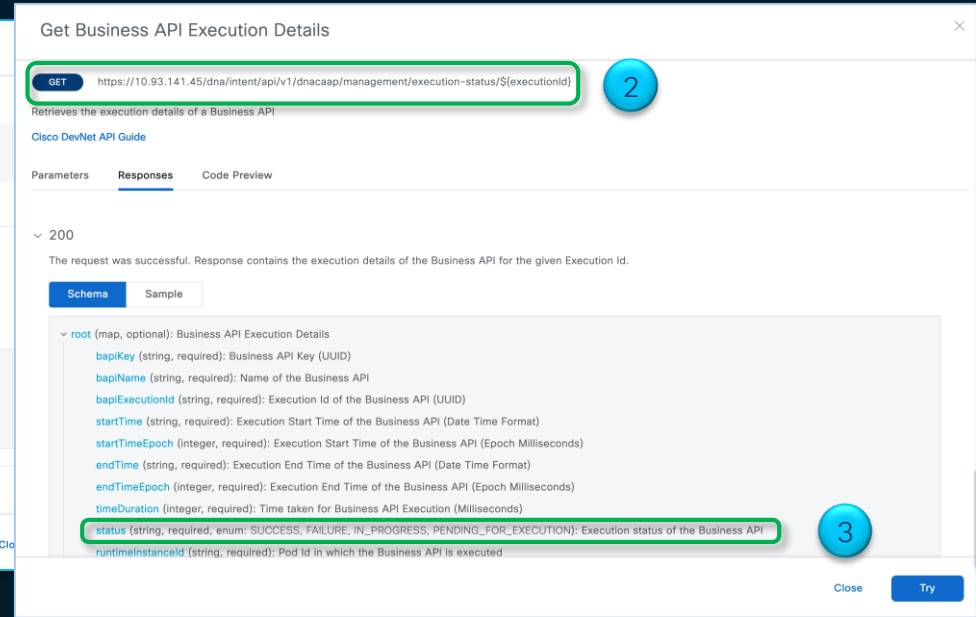 Get Business API Execution Details
GET https://10.93.141.45/dna/intent/api/v1/dnacaap/management/execution-status/${executionId}
2
Retrieves the execution details of a Business API
Cisco DevNet API Guide
Parameters Responses Code Preview
200
The request was successful. Response contains the execution details of the Business API for the given Execution Id.
Schema Sample
root (map, optional): Business API Execution Details
bapiKey (string, required): Business API Key (UUID)
bapiName (string, required): Name of the Business API
bapiExecutionId (string, required): Execution Id of the Business API (UUID)
startTime (string, required): Execution Start Time of the Business API (Date Time Format)
startTimeEpoch (integer, required): Execution Start Time of the Business API (Epoch Milliseconds)
endTime (string, required): Execution End Time of the Business API (Date Time Format)
endTimeEpoch (integer, required): Execution End Time of the Business API (Epoch Milliseconds)
timeDuration (integer, required): Time taken for Business API Execution (Milliseconds)
status (string, required, enum: SUCCESS, FAILURE, IN_PROGRESS, PENDING_FOR_EXECUTION): Execution status of the Business API
3
Clo
runtimeInstanceId (string, required): Pod Id in which the Business API is executed
Close Try